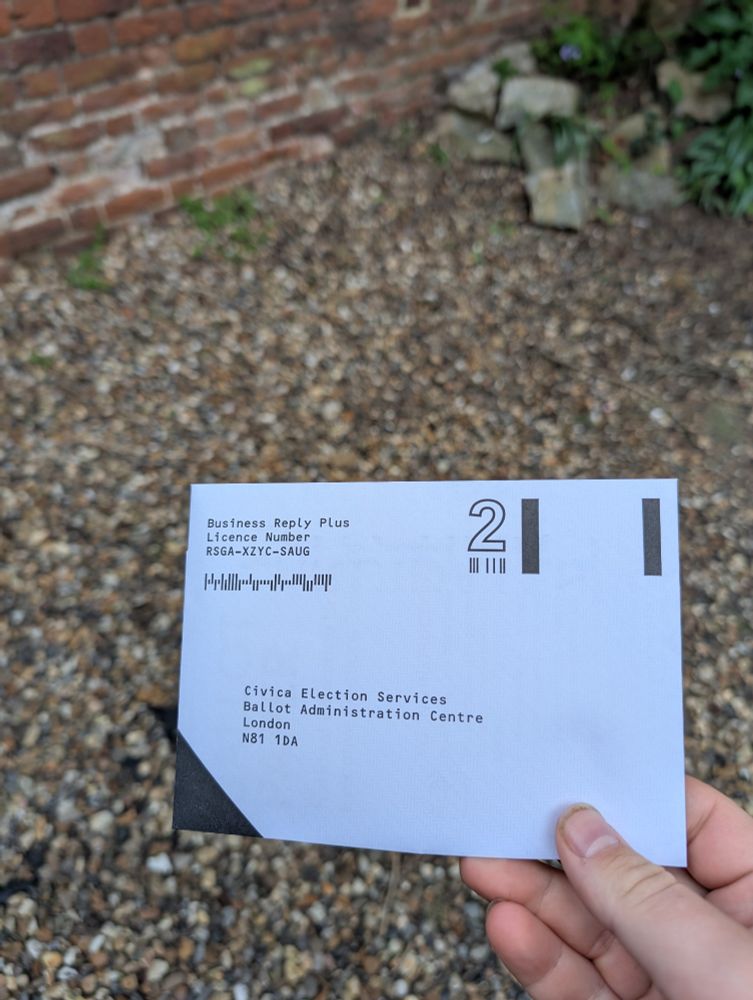 Business Reply Plus
Licence Number
RSGA-XZYC-SAUG
2
Civica Election Services
Ballot Administration Centre
London
N81 1DA